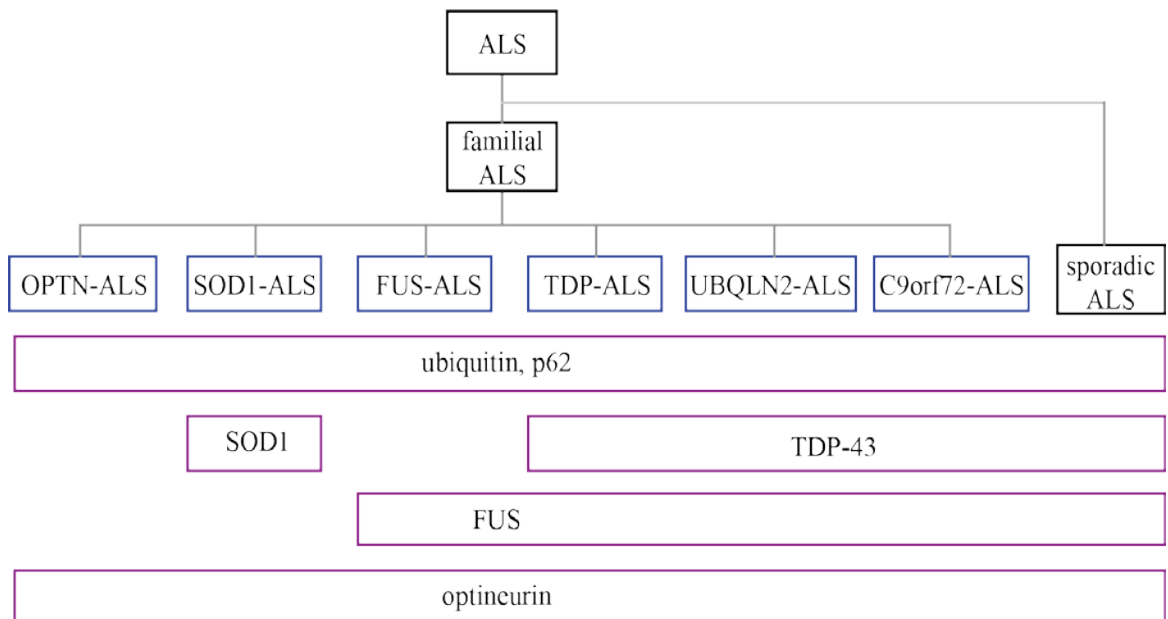 ALS
familial
ALS
OPTN-ALS
SOD1-ALS
FUS-ALS
TDP-ALS
UBQLN2-ALS
C9orf72-ALS
sporadic
ALS
ubiquitin, p62
SOD1
TDP-43
FUS
optineurin